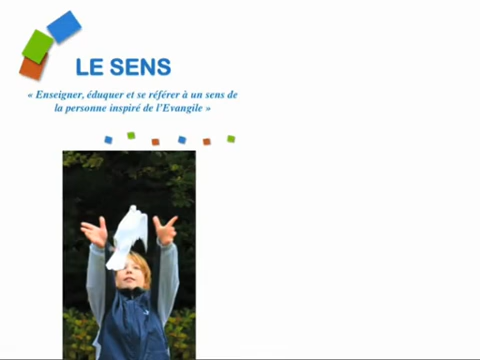 LE SENS
« Enseigner, éduquer et se référer à un sens de
la personne inspiré de l'Evangile »